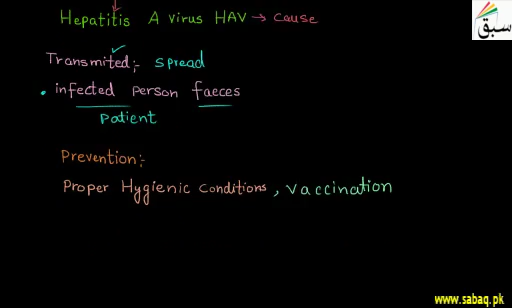 Hepatitis A virus HAV → cause
سبق
Transmited:- spread
• infected person faeces
patient
Prevention:-
Proper Hygienic Conditions, vaccination
www.sabaq.pk